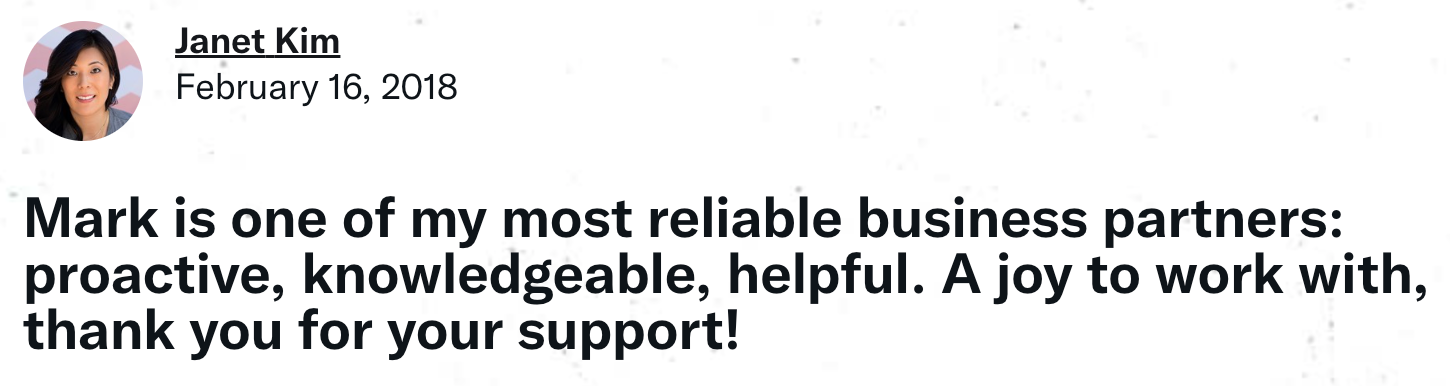 Janet Kim
February 16, 2018
Mark is one of my most reliable business partners:
proactive, knowledgeable, helpful. A joy to work with,
thank you for your support!